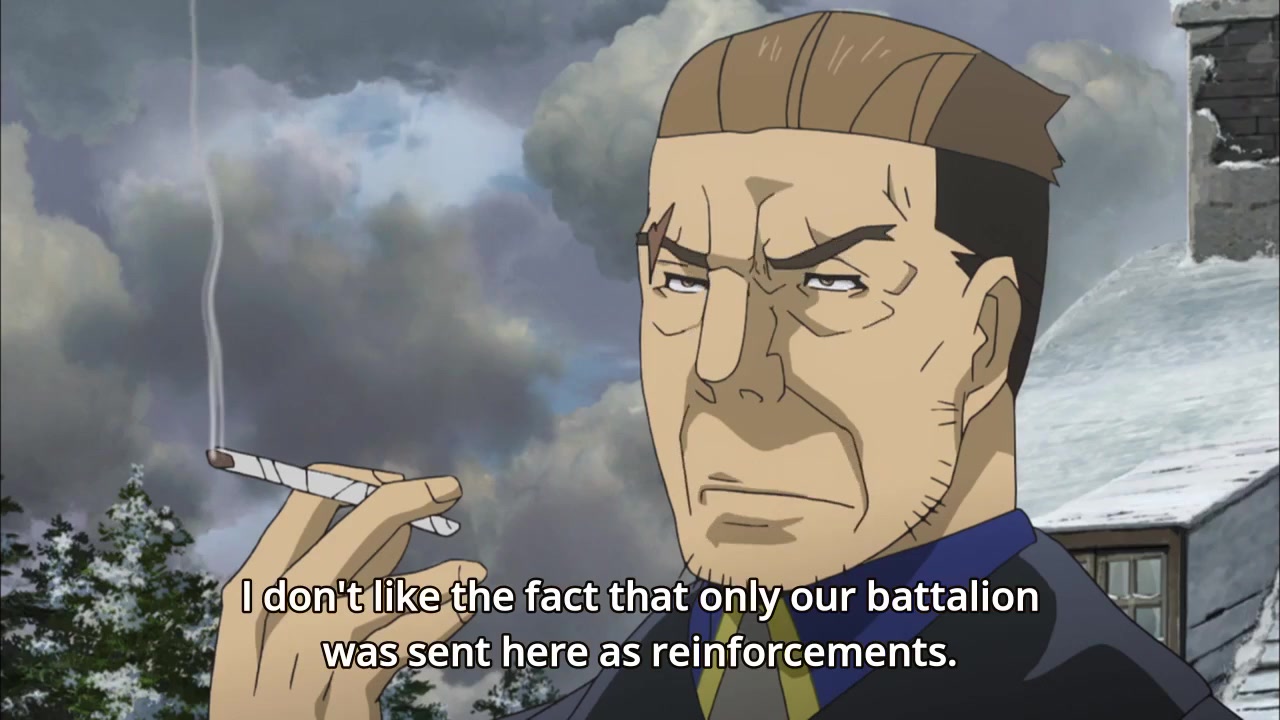 I don't like the fact that only our battalion
was sent here as reinforcements.